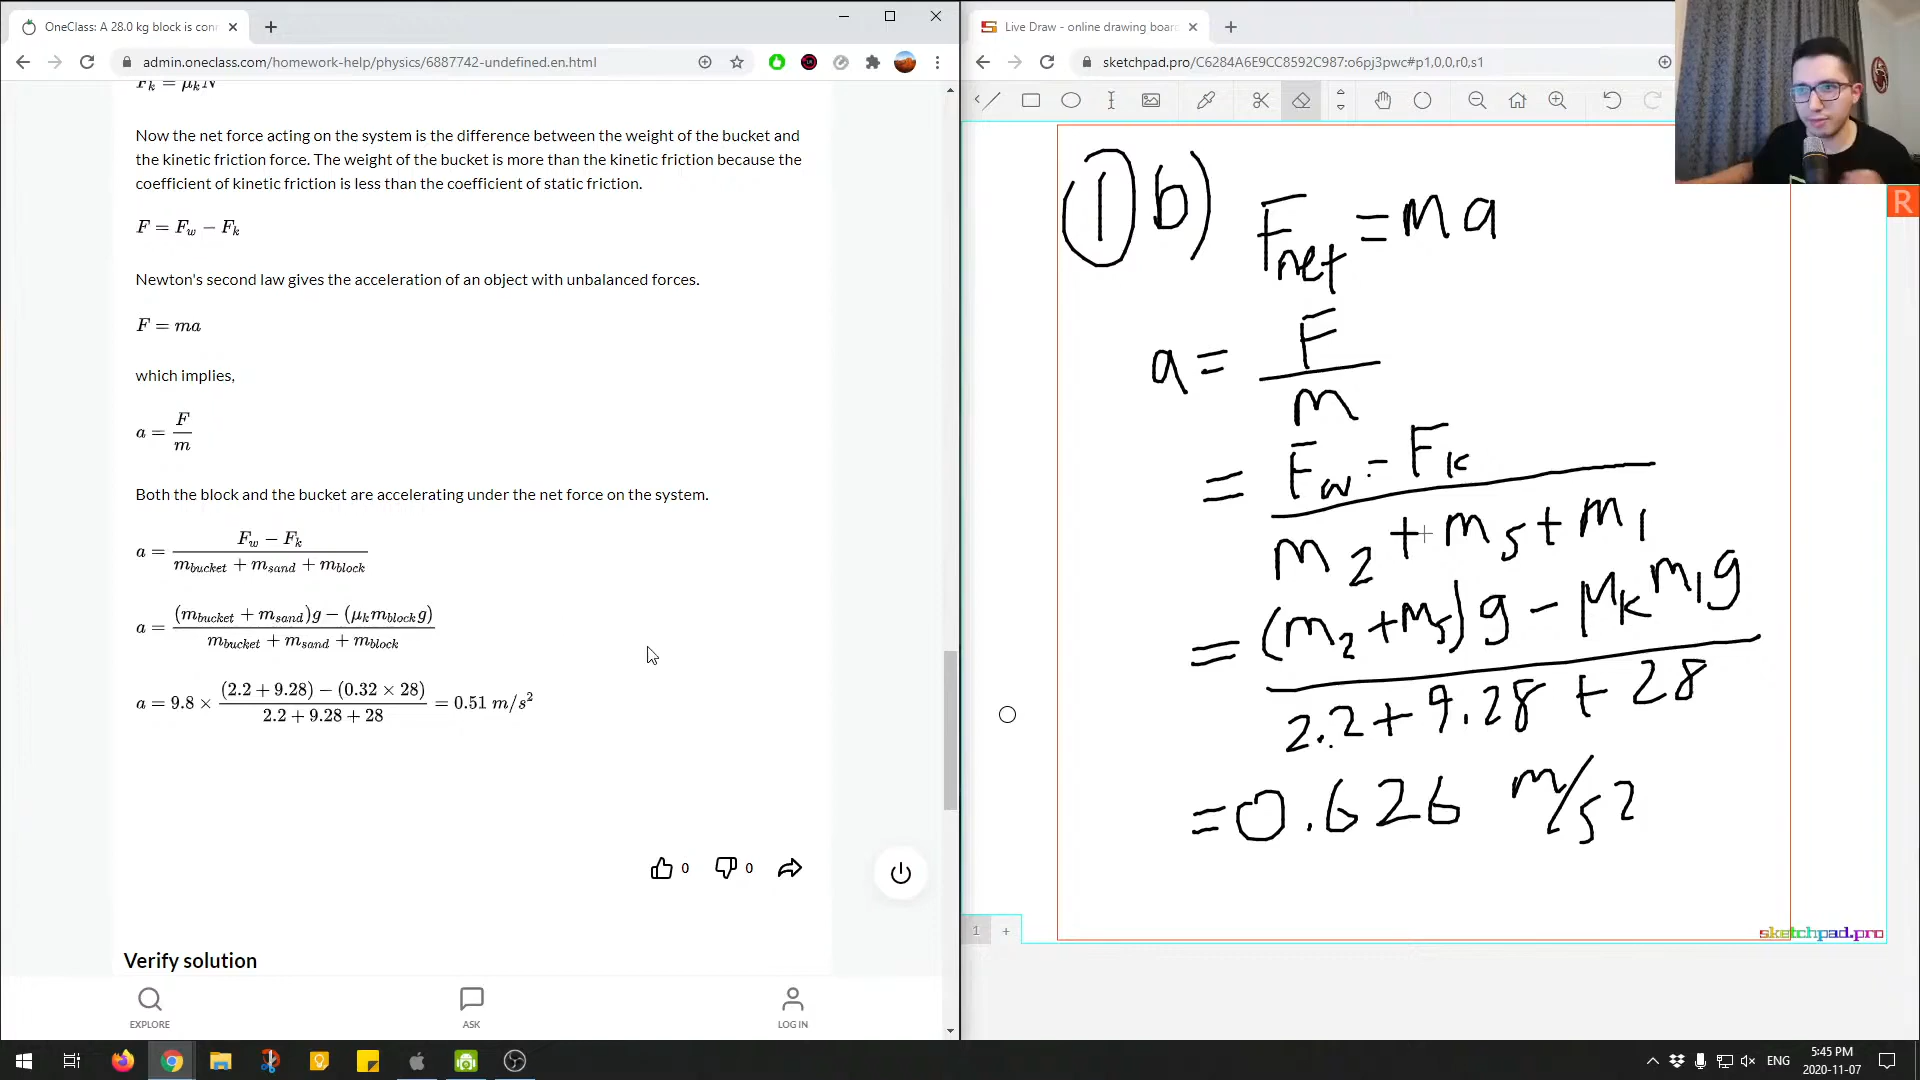 OneClass: A 28.0 kg block is conn
admin.oneclass.com/homework-help/physics/6887742-undefined.en.html
F_k = μ_k N
Now the net force acting on the system is the difference between the weight of the bucket and
the kinetic friction force. The weight of the bucket is more than the kinetic friction because the
coefficient of kinetic friction is less than the coefficient of static friction.
F = F_w − F_k
Newton's second law gives the acceleration of an object with unbalanced forces.
F = ma
which implies,
a = F/m
Both the block and the bucket are accelerating under the net force on the system.
a = (F_w − F_k)/(m_bucket + m_sand + m_block)
a = ((m_bucket + m_sand)g − (μ_k m_block g))/(m_bucket + m_sand + m_block)
a = 9.8 × ((2.2 + 9.28) − (0.32 × 28))/(2.2 + 9.28 + 28) = 0.51 m/s²
0 0
Verify solution
EXPLORE ASK LOG IN
Live Draw - online drawing board
sketchpad.pro/C6284A6E9CC8592C987:o6pj3pwc#p1,0,0,r0,s1
R
① b) F_net = ma
a = F/m
= (F_w - F_k)/(m_2 + m_s + m_1)
= ((m_2 + m_s)g - μ_k m_1 g)/(2.2 + 9.28 + 28)
= 0.626 m/s2
1 +
sketchpad.pro
ENG
5:45 PM
2020-11-07